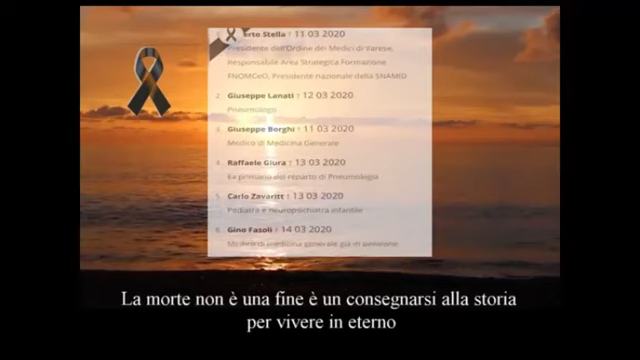 erto Stella † 11 03 2020
Presidente dell'Ordine dei Medici di Varese,
Responsabile Area Strategica Formazione
FNOMCeO, Presidente nazionale della SNAMID
2. Giuseppe Lanati † 12 03 2020
Pneumologo
3. Giuseppe Borghi † 11 03 2020
Medico di Medicina Generale
4. Raffaele Giura † 13 03 2020
Ex primario del reparto di Pneumologia
5. Carlo Zavaritt † 13 03 2020
Pediatra e neuropsichiatra infantile
6. Gino Fasoli † 14 03 2020
di medicina generale già in pensione
La morte non è una fine è un consegnarsi alla storia
per vivere in eterno